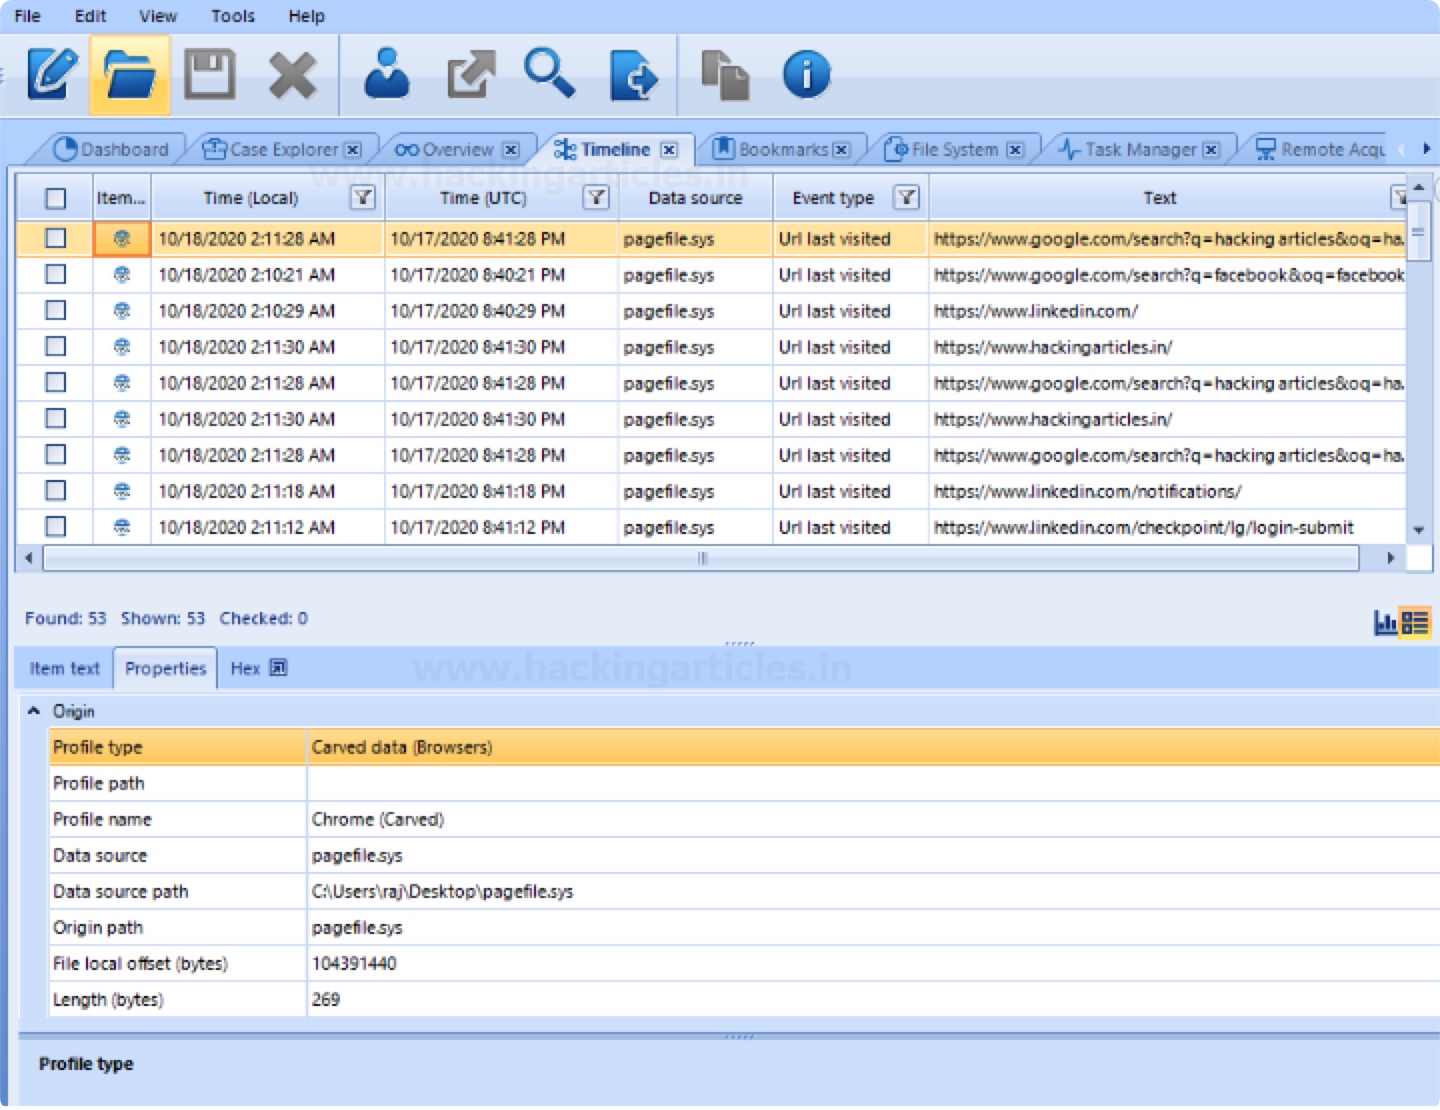 File Edit View Tools Help
Dashboard Case Explorer Overview Timeline Bookmarks File System Task Manager Remote Acqu
www.hackingarticles.in
Item... Time (Local) Time (UTC) Data source Event type Text
10/18/2020 2:11:28 AM 10/17/2020 8:41:28 PM pagefile.sys Url last visited https://www.google.com/search?q=hacking articles&oq=ha.
10/18/2020 2:10:21 AM 10/17/2020 8:40:21 PM pagefile.sys Url last visited https://www.google.com/search?q=facebook&oq=facebook
10/18/2020 2:10:29 AM 10/17/2020 8:40:29 PM pagefile.sys Url last visited https://www.linkedin.com/
10/18/2020 2:11:30 AM 10/17/2020 8:41:30 PM pagefile.sys Url last visited https://www.hackingarticles.in/
10/18/2020 2:11:28 AM 10/17/2020 8:41:28 PM pagefile.sys Url last visited https://www.google.com/search?q=hacking articles&oq=ha.
10/18/2020 2:11:30 AM 10/17/2020 8:41:30 PM pagefile.sys Url last visited https://www.hackingarticles.in/
10/18/2020 2:11:28 AM 10/17/2020 8:41:28 PM pagefile.sys Url last visited https://www.google.com/search?q=hacking articles&oq=ha.
10/18/2020 2:11:18 AM 10/17/2020 8:41:18 PM pagefile.sys Url last visited https://www.linkedin.com/notifications/
10/18/2020 2:11:12 AM 10/17/2020 8:41:12 PM pagefile.sys Url last visited https://www.linkedin.com/checkpoint/lg/login-submit
Found: 53 Shown: 53 Checked: 0
Item text Properties Hex
www.hackingarticles.in
Origin
Profile type Carved data (Browsers)
Profile path
Profile name Chrome (Carved)
Data source pagefile.sys
Data source path C:\Users\raj\Desktop\pagefile.sys
Origin path pagefile.sys
File local offset (bytes) 104391440
Length (bytes) 269
Profile type